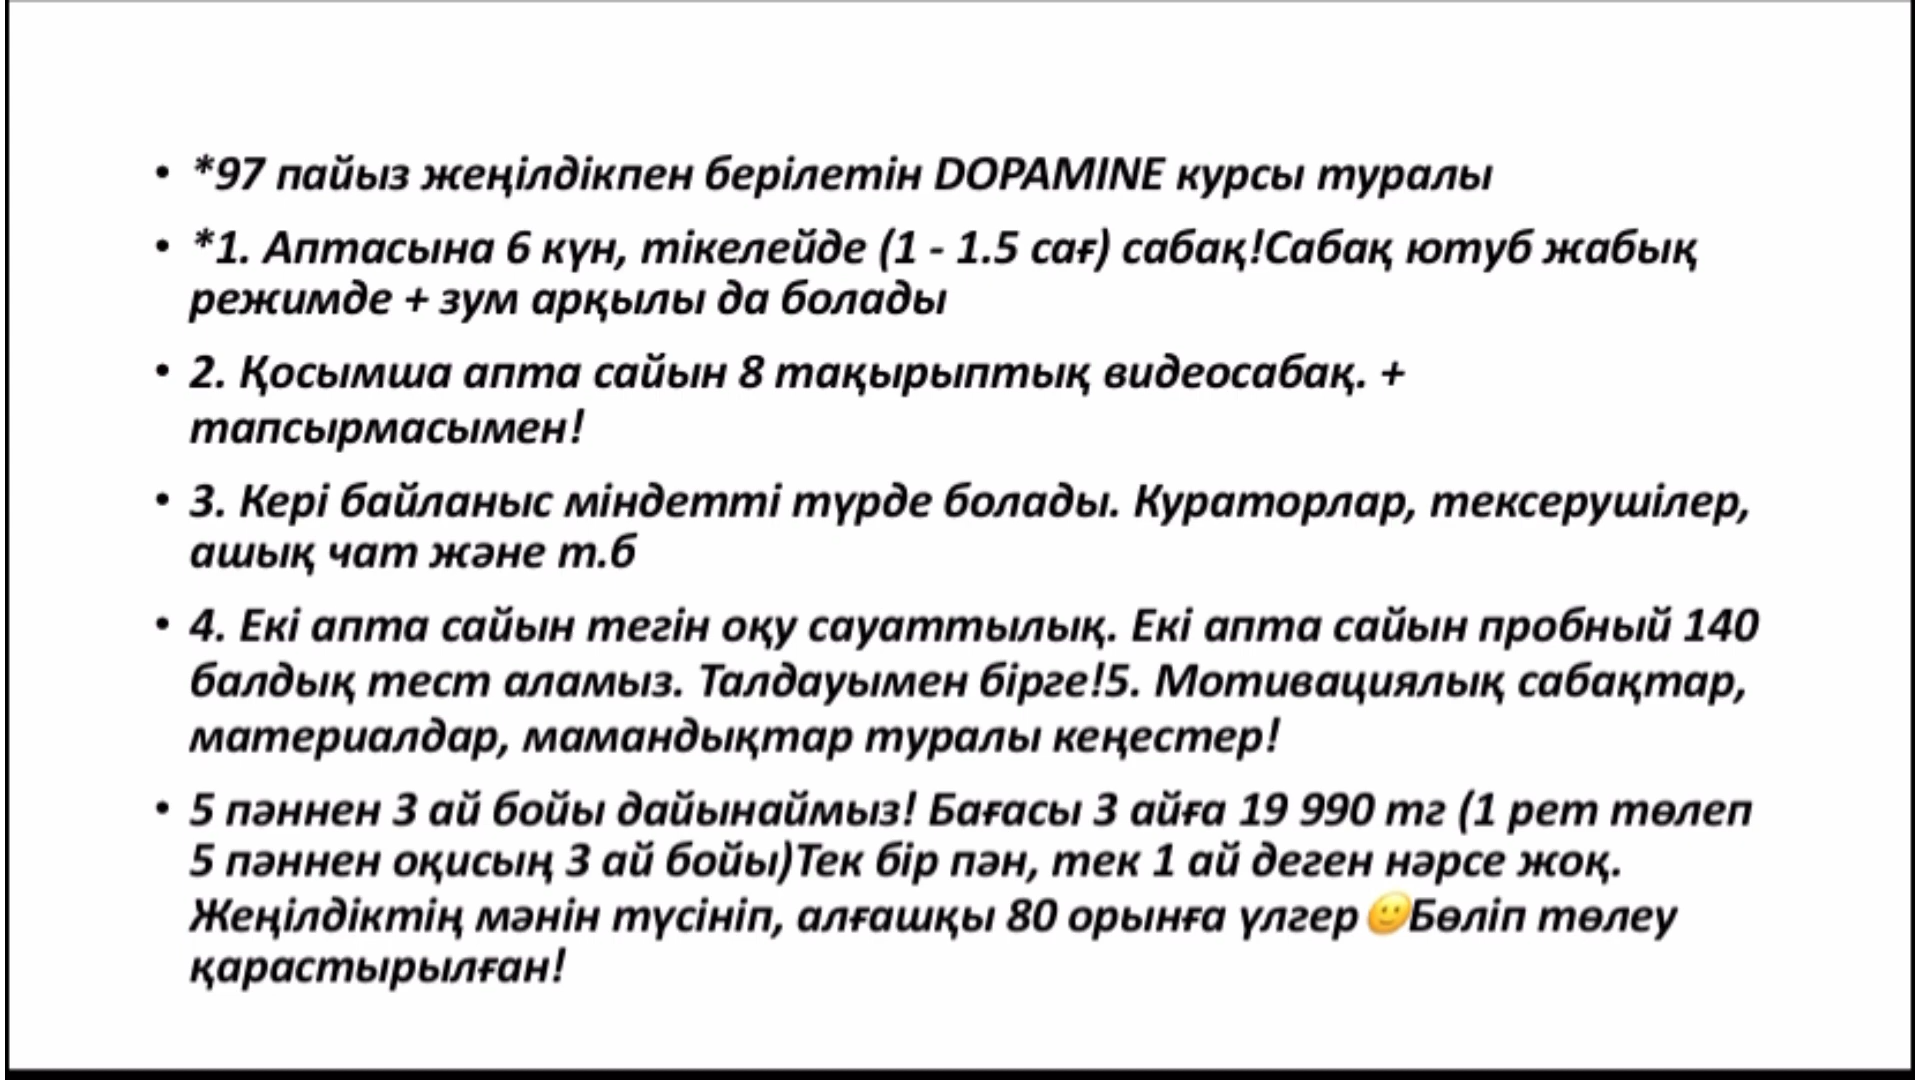 • *97 пайыз жеңілдікпен берілетін DOPAMINE курсы туралы
• *1. Аптасына 6 күн, тікелейде (1 - 1.5 сағ) сабақ!Сабақ ютуб жабық
режимде + зум арқылы да болады
• 2. Қосымша апта сайын 8 тақырыптық видеосабақ. +
тапсырмасымен!
• 3. Кері байланыс міндетті түрде болады. Кураторлар, тексерушілер,
ашық чат және т.б
• 4. Екі апта сайын тегін оқу сауаттылық. Екі апта сайын пробный 140
балдық тест аламыз. Талдауымен бірге!5. Мотивациялық сабақтар,
материалдар, мамандықтар туралы кеңестер!
• 5 пәннен 3 ай бойы дайынаймыз! Бағасы 3 айға 19 990 тг (1 рет төлеп
5 пәннен оқисың 3 ай бойы)Тек бір пән, тек 1 ай деген нәрсе жоқ.
Жеңілдіктің мәнін түсініп, алғашқы 80 орынға үлгер🙂Бөліп төлеу
қарастырылған!